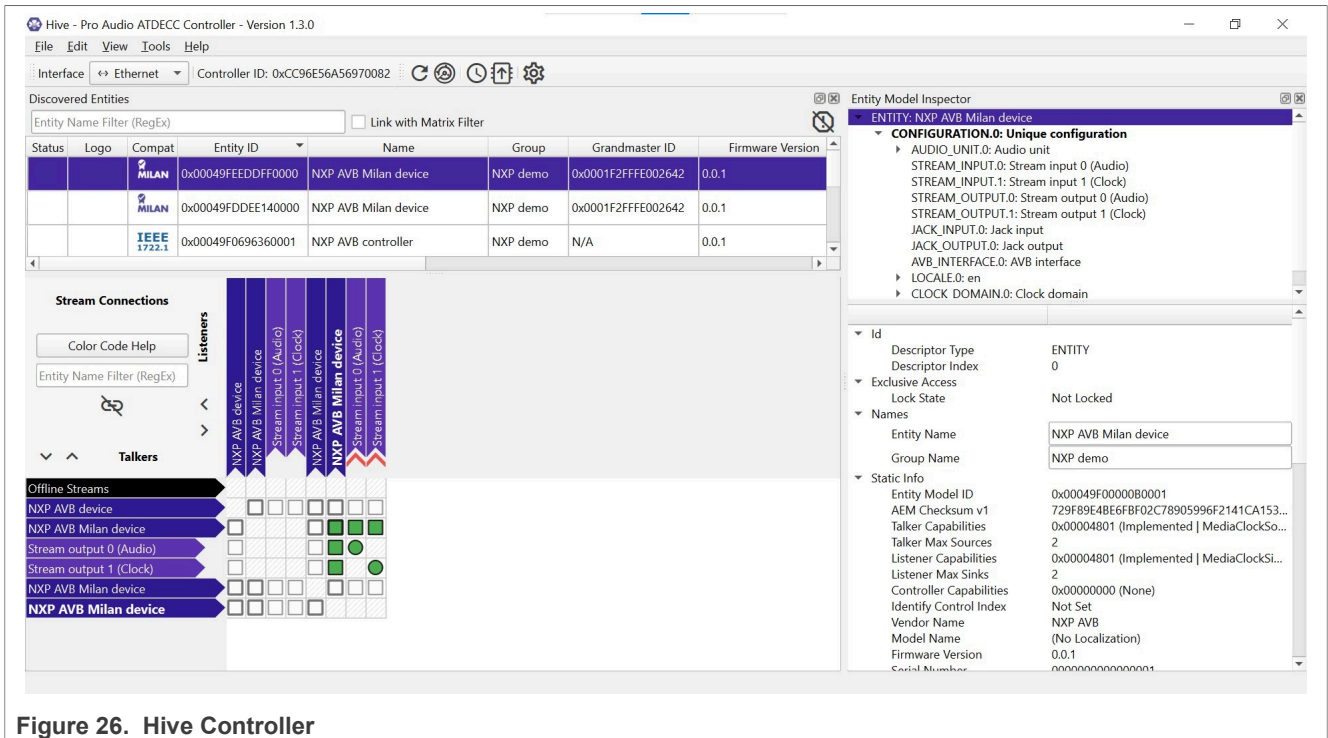 Hive - Pro Audio ATDECC Controller - Version 1.3.0
File Edit View Tools Help
Interface Ethernet Controller ID: 0xCC96E56A56970082
Discovered Entities
Entity Name Filter (RegEx) Link with Matrix Filter
Status Logo Compat Entity ID Name Group Grandmaster ID Firmware Version
MILAN 0x00049FEEDDFF0000 NXP AVB Milan device NXP demo 0x0001F2FFFE002642 0.0.1
MILAN 0x00049FDDEE140000 NXP AVB Milan device NXP demo 0x0001F2FFFE002642 0.0.1
IEEE 1722.1 0x00049F0696360001 NXP AVB controller NXP demo N/A 0.0.1
Stream Connections
Color Code Help
Entity Name Filter (RegEx)
Listeners
Talkers
NXP AVB device
NXP AVB Milan device
Stream input 0 (Audio)
Stream input 1 (Clock)
NXP AVB Milan device
NXP AVB Milan device
Stream input 0 (Audio)
Stream input 1 (Clock)
Offline Streams
NXP AVB device
NXP AVB Milan device
Stream output 0 (Audio)
Stream output 1 (Clock)
NXP AVB Milan device
NXP AVB Milan device
Entity Model Inspector
ENTITY: NXP AVB Milan device
CONFIGURATION.0: Unique configuration
AUDIO_UNIT.0: Audio unit
STREAM_INPUT.0: Stream input 0 (Audio)
STREAM_INPUT.1: Stream input 1 (Clock)
STREAM_OUTPUT.0: Stream output 0 (Audio)
STREAM_OUTPUT.1: Stream output 1 (Clock)
JACK_INPUT.0: Jack input
JACK_OUTPUT.0: Jack output
AVB_INTERFACE.0: AVB interface
LOCALE.0: en
CLOCK_DOMAIN.0: Clock domain
Id
Descriptor Type ENTITY
Descriptor Index 0
Exclusive Access
Lock State Not Locked
Names
Entity Name NXP AVB Milan device
Group Name NXP demo
Static Info
Entity Model ID 0x00049F00000B0001
AEM Checksum v1 729F89E4BE6FBF02C78905996F2141CA153...
Talker Capabilities 0x00004801 (Implemented | MediaClockSo...
Talker Max Sources 2
Listener Capabilities 0x00004801 (Implemented | MediaClockSi...
Listener Max Sinks 2
Controller Capabilities 0x00000000 (None)
Identify Control Index Not Set
Vendor Name NXP AVB
Model Name (No Localization)
Firmware Version 0.0.1
Serial Number 0000000000000001
Figure 26. Hive Controller